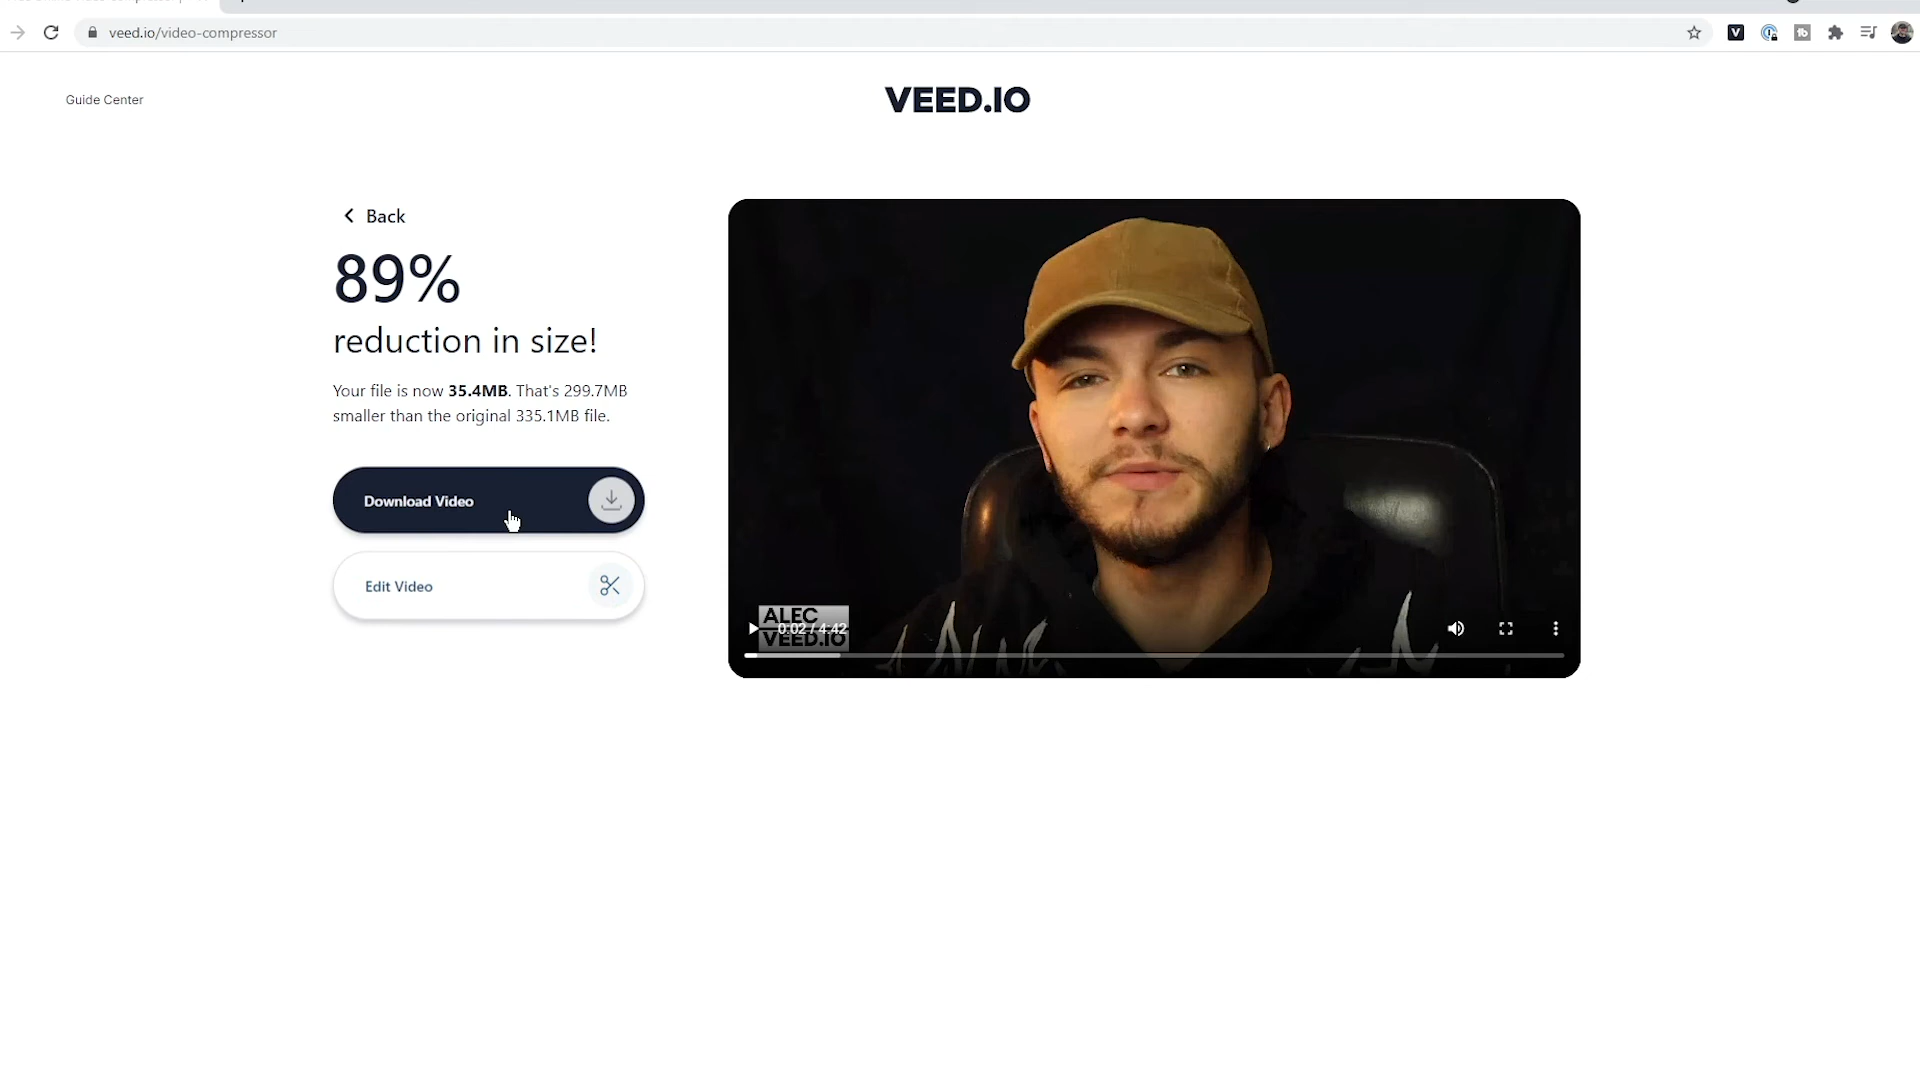 veed.io/video-compressor
Guide Center
VEED.IO
Back
89%
reduction in size!
Your file is now 35.4MB. That's 299.7MB
smaller than the original 335.1MB file.
Download Video
Edit Video
ALEC
0:02 / 4:42
VEED.IO